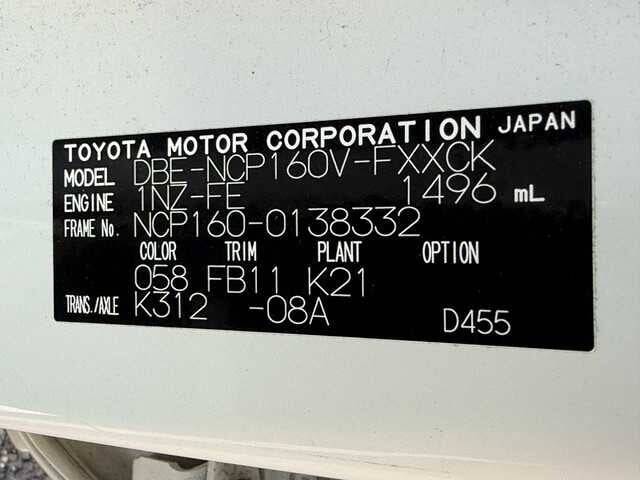 TOYOTA MOTOR CORPORATION JAPAN
MODEL DBE-NCP160V-FXXCK
ENGINE 1NZ-FE 1496 mL
FRAME No. NCP160-0138332
COLOR TRIM PLANT OPTION
058 FB11 K21
TRANS./AXLE K312 -08A
D455